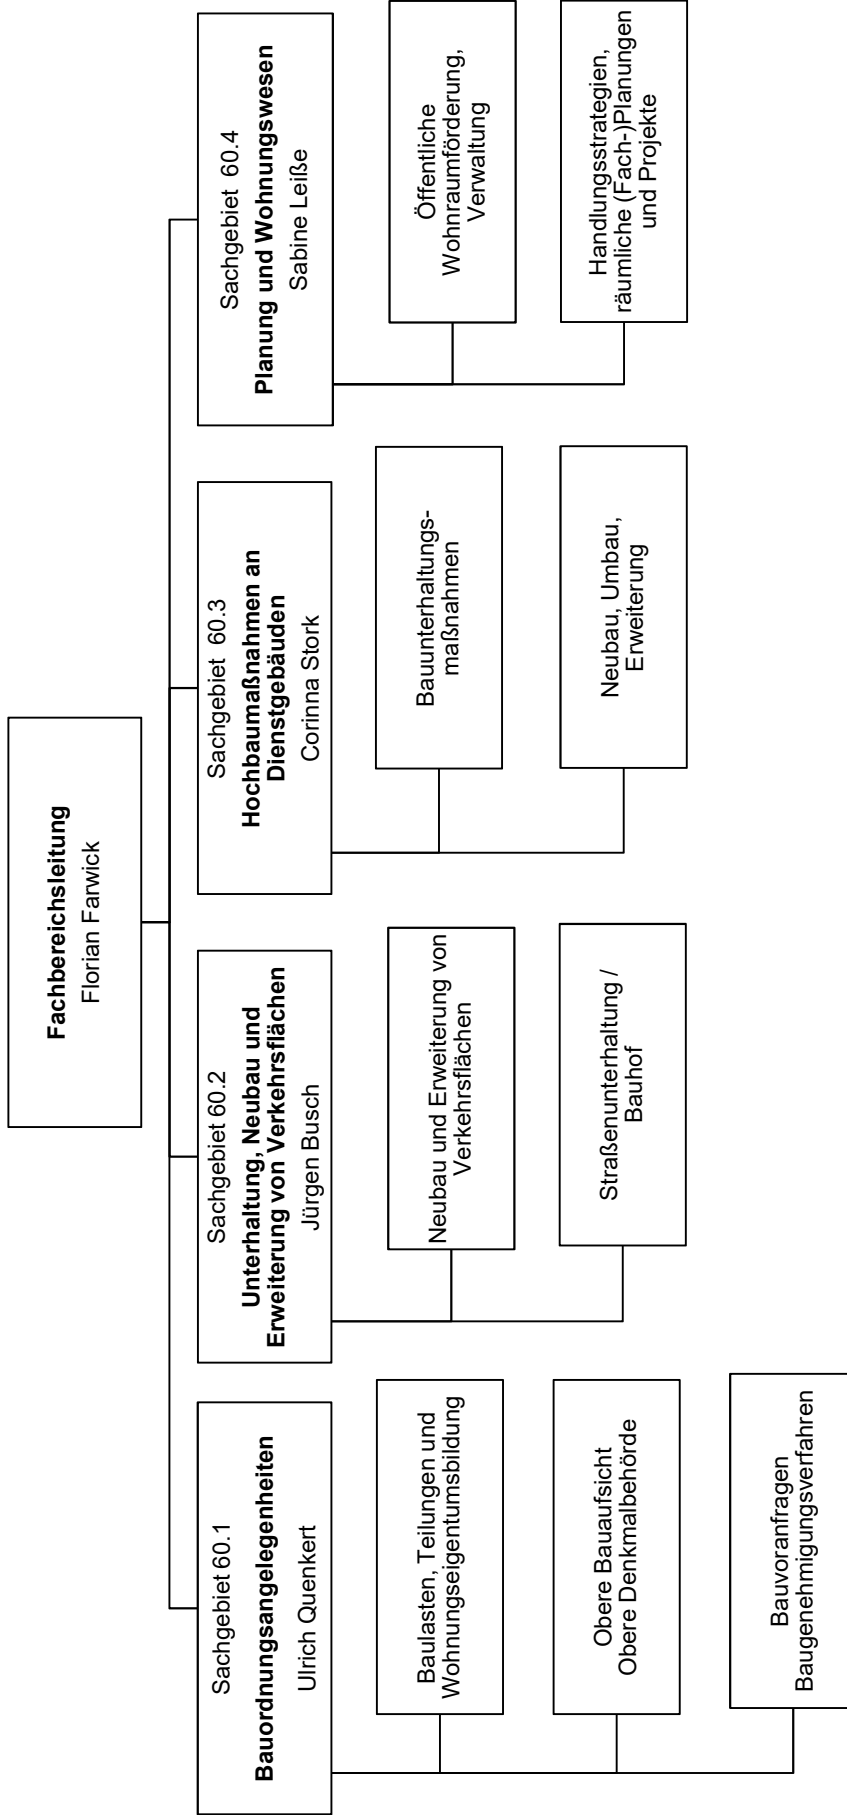 Fachbereichsleitung
Florian Farwick
Sachgebiet 60.1
Bauordnungsangelegenheiten
Ulrich Quenkert
Baulasten, Teilungen und
Wohnungseigentumsbildung
Obere Bauaufsicht
Obere Denkmalbehörde
Bauvoranfragen
Baugenehmigungsverfahren
Sachgebiet 60.2
Unterhaltung, Neubau und
Erweiterung von Verkehrsflächen
Jürgen Busch
Neubau und Erweiterung von
Verkehrsflächen
Straßenunterhaltung /
Bauhof
Sachgebiet 60.3
Hochbaumaßnahmen an
Dienstgebäuden
Corinna Stork
Bauunterhaltungs-
maßnahmen
Neubau, Umbau,
Erweiterung
Sachgebiet 60.4
Planung und Wohnungswesen
Sabine Leiße
Öffentliche
Wohnraumförderung,
Verwaltung
Handlungsstrategien,
räumliche (Fach-)Planungen
und Projekte